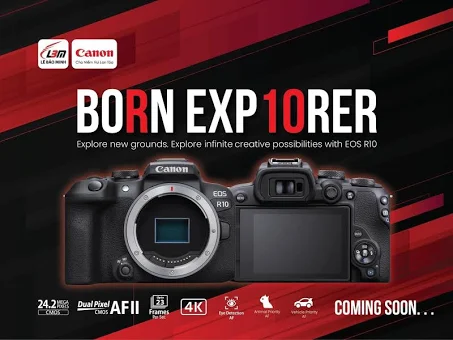 LBM
LÊ BẢO MINH
Canon
BORN EXP10RER
Explore new grounds. Explore infinite creative possibilities with EOS R10
Canon
EOS
R10
24.2 MEGA PIXELS
CMOS
Dual Pixel
CMOS AF II
23
Frames
Per Sec
4K
Eye Detection
AF
Animal Priority
AF
Vehicle Priority
AF
COMING SOON. . .